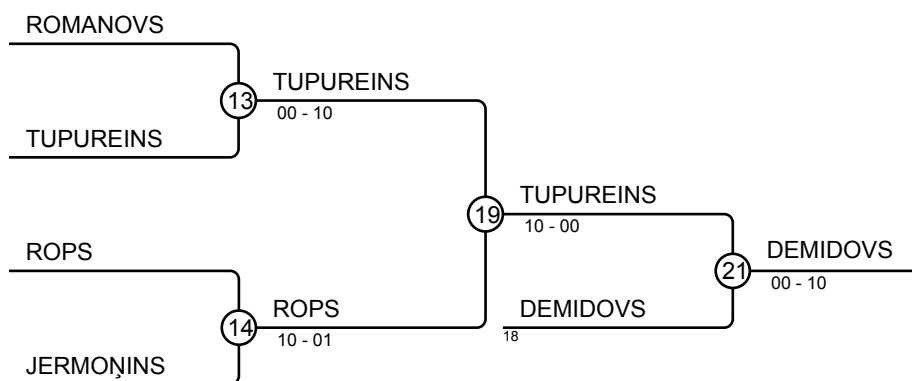 ROMANOVS
13
TUPUREINS
00 - 10
TUPUREINS
19
TUPUREINS
10 - 00
ROPS
14
ROPS
10 - 01
JERMOŅINS
DEMIDOVS
18
21
DEMIDOVS
00 - 10